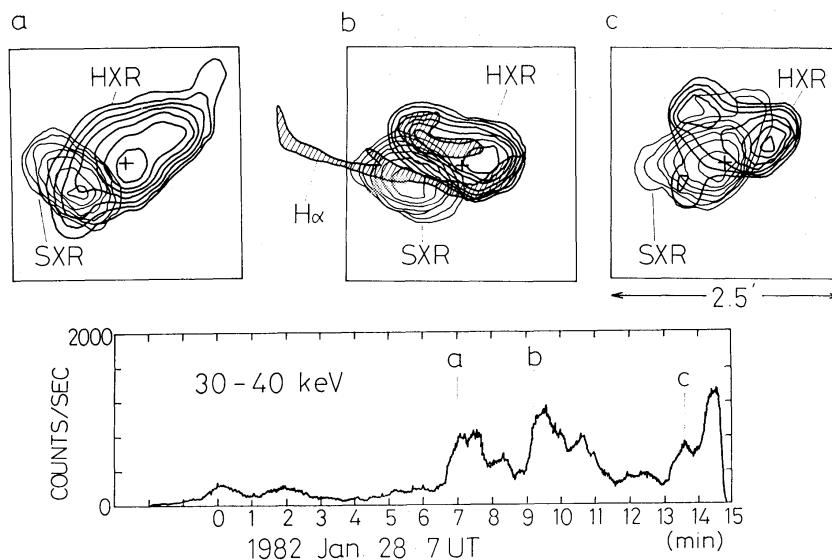 a
b
c
HXR
SXR
HXR
Hα
SXR
HXR
SXR
2.5′
2000
COUNTS/SEC
0
30-40 keV
a
b
c
0 1 2 3 4 5 6 7 8 9 10 11 12 13 14 15
(min)
1982 Jan. 28 7 UT